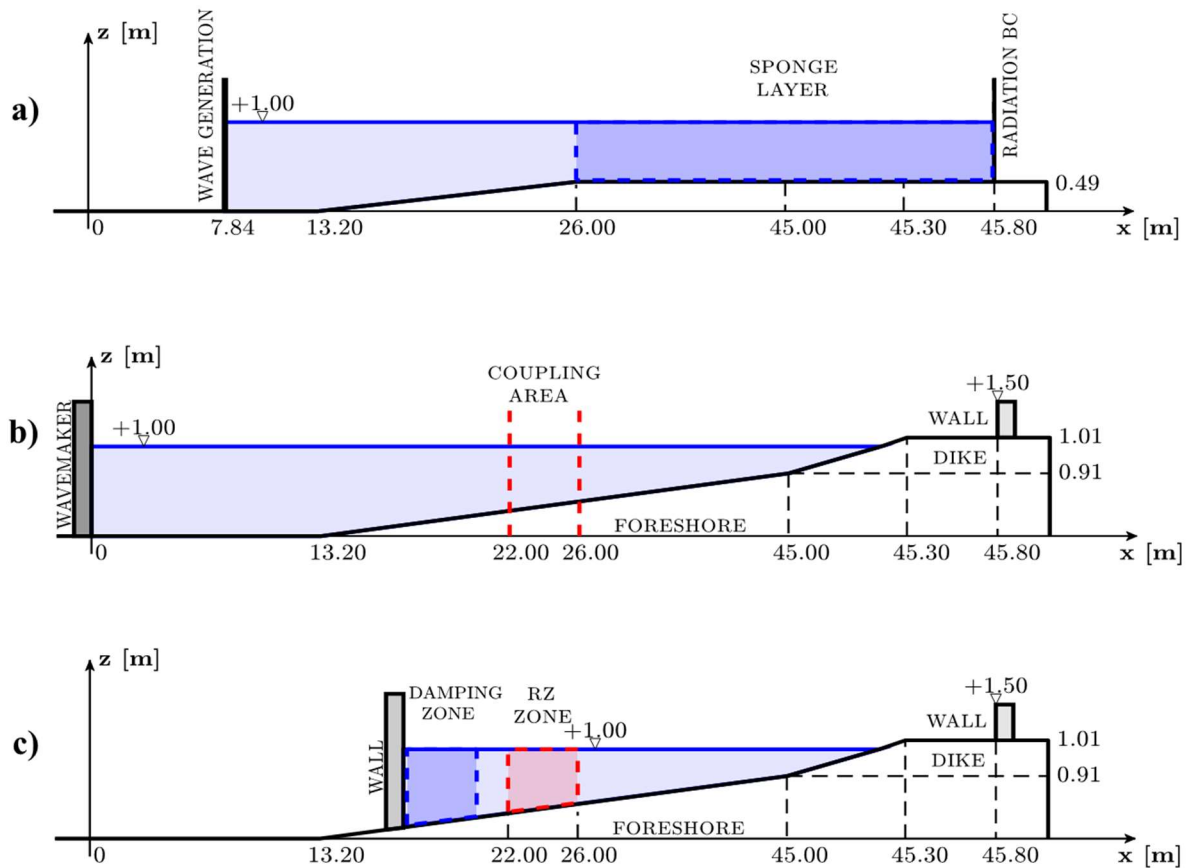 a)
z [m]
WAVE GENERATION
+1.00
SPONGE
LAYER
RADIATION BC
0.49
0
7.84
13.20
26.00
45.00
45.30
45.80
x [m]
b)
z [m]
WAVEMAKER
+1.00
COUPLING
AREA
+1.50
WALL
1.01
DIKE
0.91
FORESHORE
0
13.20
22.00
26.00
45.00
45.30
45.80
x [m]
c)
z [m]
WALL
DAMPING
ZONE
RZ
ZONE
+1.00
+1.50
WALL
1.01
DIKE
0.91
FORESHORE
0
13.20
22.00
26.00
45.00
45.30
45.80
x [m]